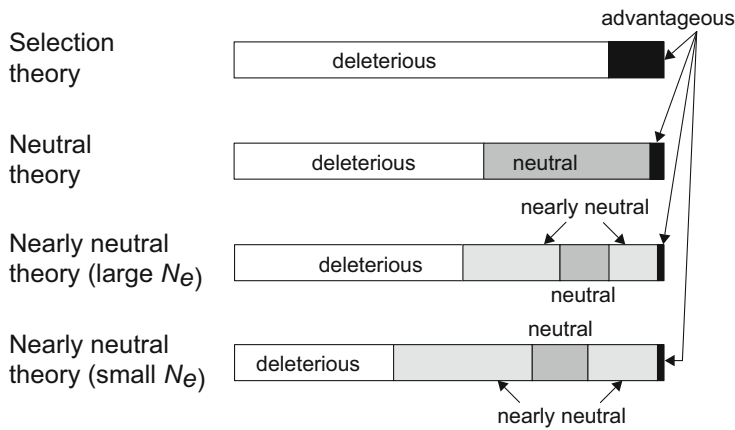 advantageous
Selection
theory
deleterious
Neutral
theory
deleterious
neutral
nearly neutral
Nearly neutral
theory (large Ne)
deleterious
neutral
neutral
Nearly neutral
theory (small Ne)
deleterious
nearly neutral